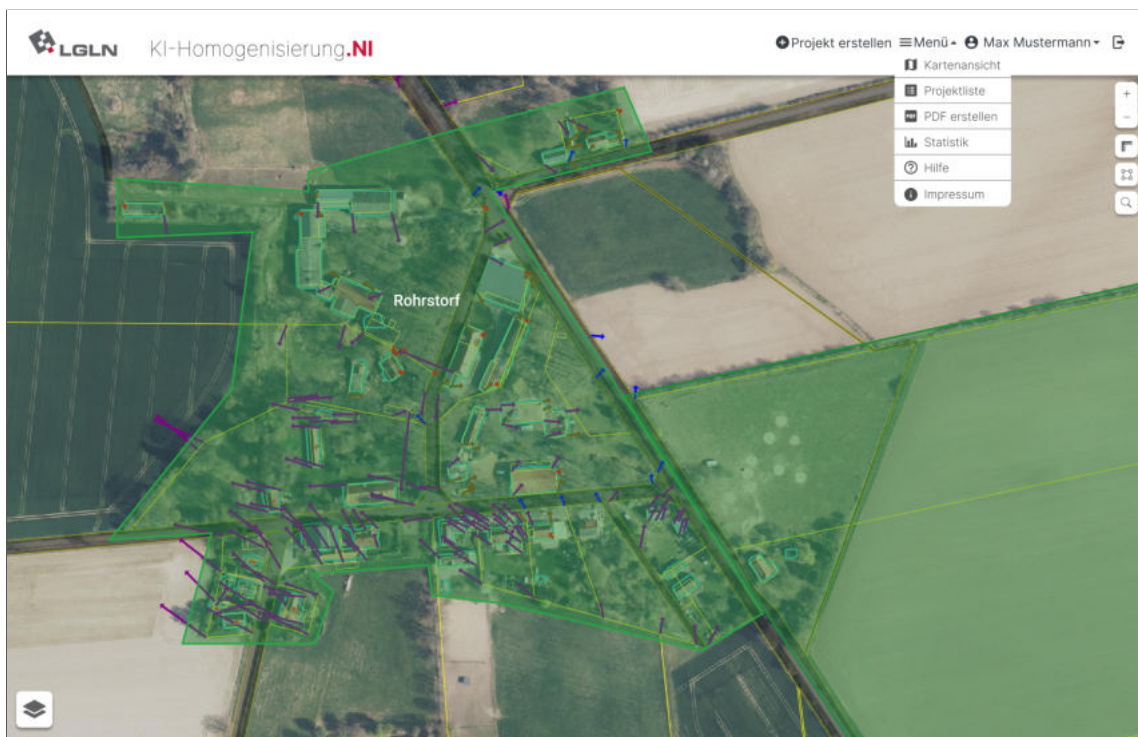 LGLN
KI-Homogenisierung.NI
Projekt erstellen
Menü
Max Mustermann
Kartenansicht
Projektliste
PDF erstellen
Statistik
Hilfe
Impressum
Rohrstorf